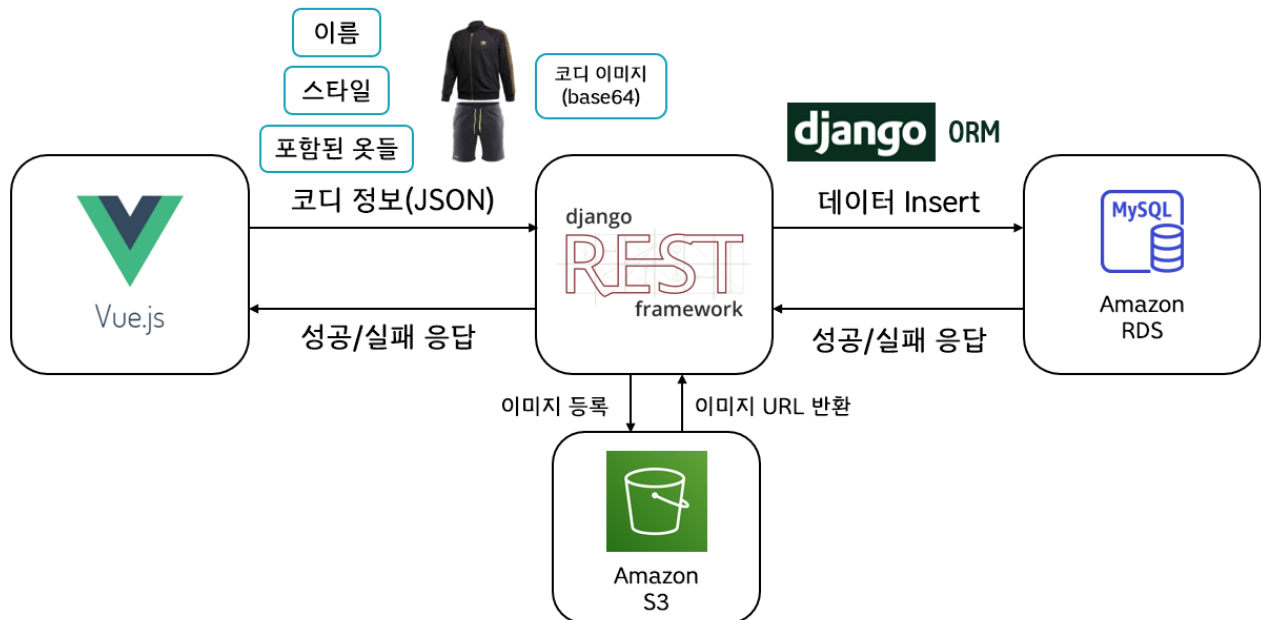 이름
스타일
포함된 옷들
코디 이미지
(base64)
코디 정보(JSON)
django ORM
데이터 Insert
Vue.js
django
REST
framework
MySQL
Amazon
RDS
성공/실패 응답
성공/실패 응답
이미지 등록
이미지 URL 반환
Amazon
S3